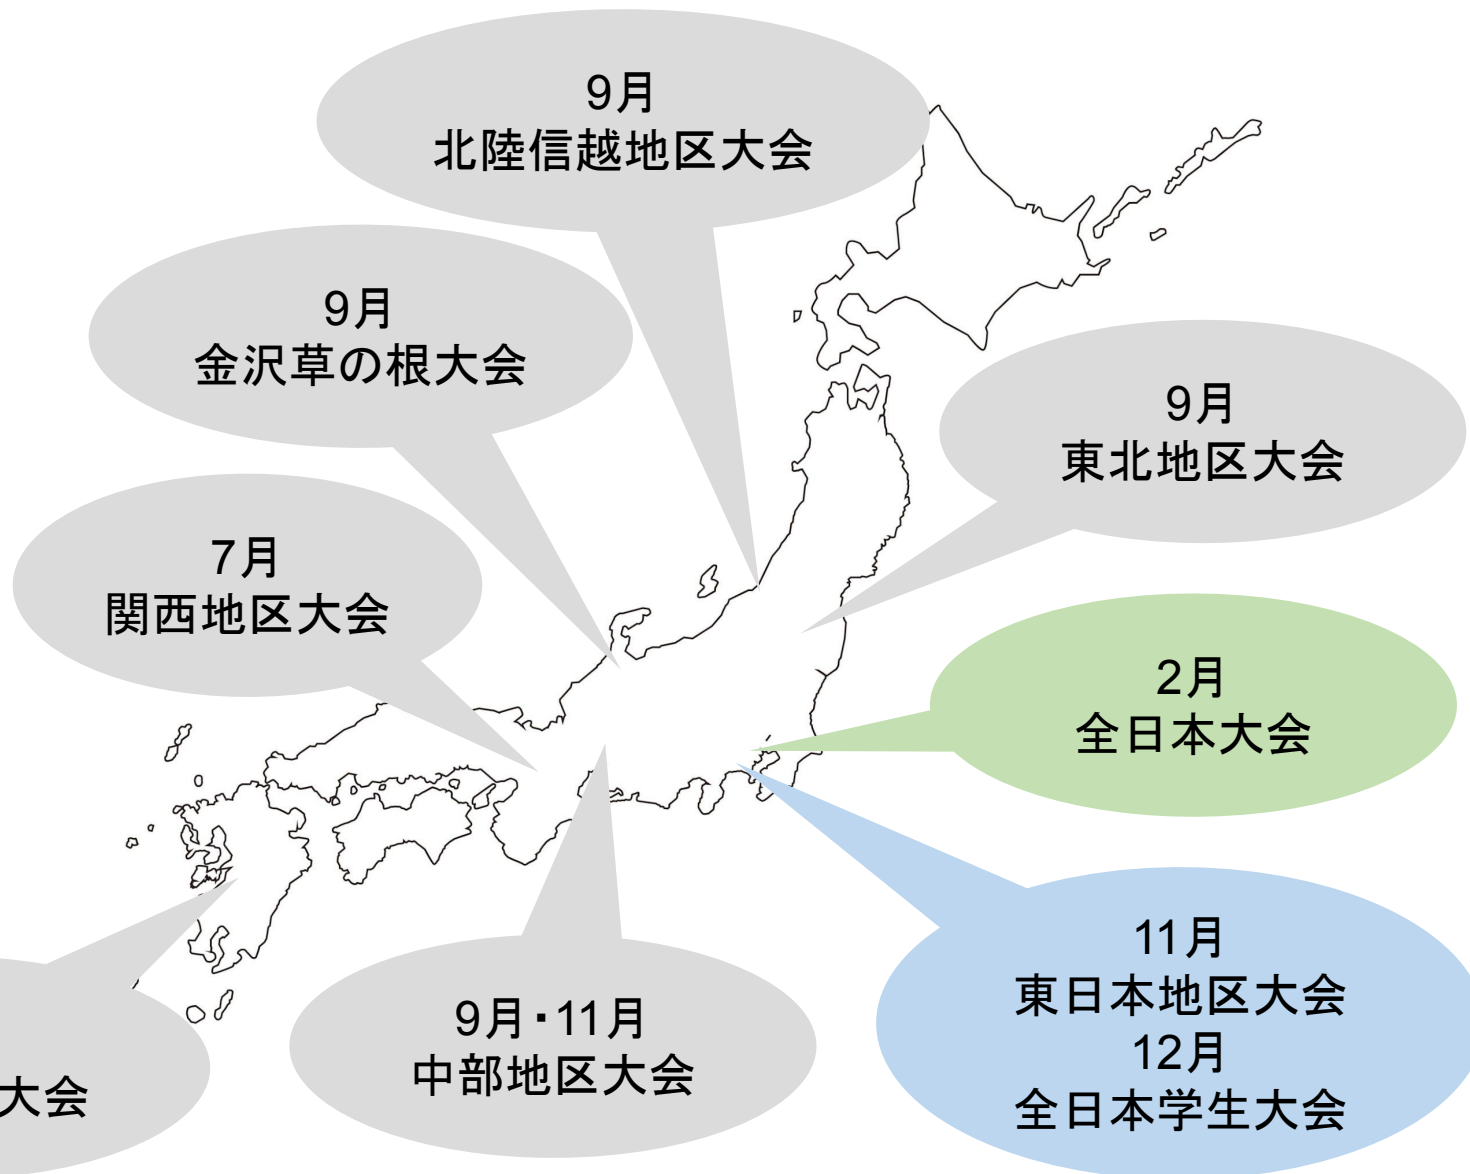 9月
北陸信越地区大会
9月
金沢草の根大会
9月
東北地区大会
7月
関西地区大会
2月
全日本大会
11月
東日本地区大会
12月
全日本学生大会
9月・11月
中部地区大会
大会